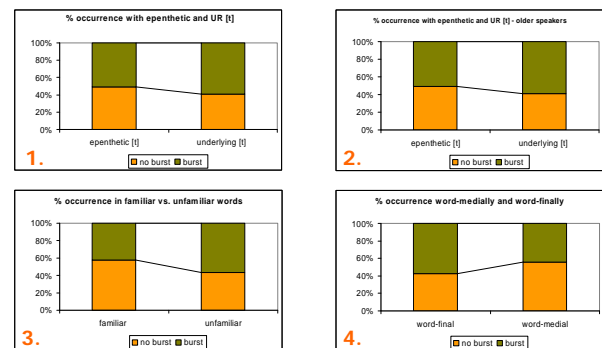 % occurrence with epenthetic and UR [t]
100%
80%
60%
40%
20%
0%
epenthetic [t] underlying [t]
no burst burst
1.
% occurrence with epenthetic and UR [t] - older speakers
100%
80%
60%
40%
20%
0%
epenthetic [t] underlying [t]
no burst burst
2.
% occurrence in familiar vs. unfamiliar words
100%
80%
60%
40%
20%
0%
familiar unfamiliar
no burst burst
3.
% occurrence word-medially and word-finally
100%
80%
60%
40%
20%
0%
word-final word-medial
no burst burst
4.